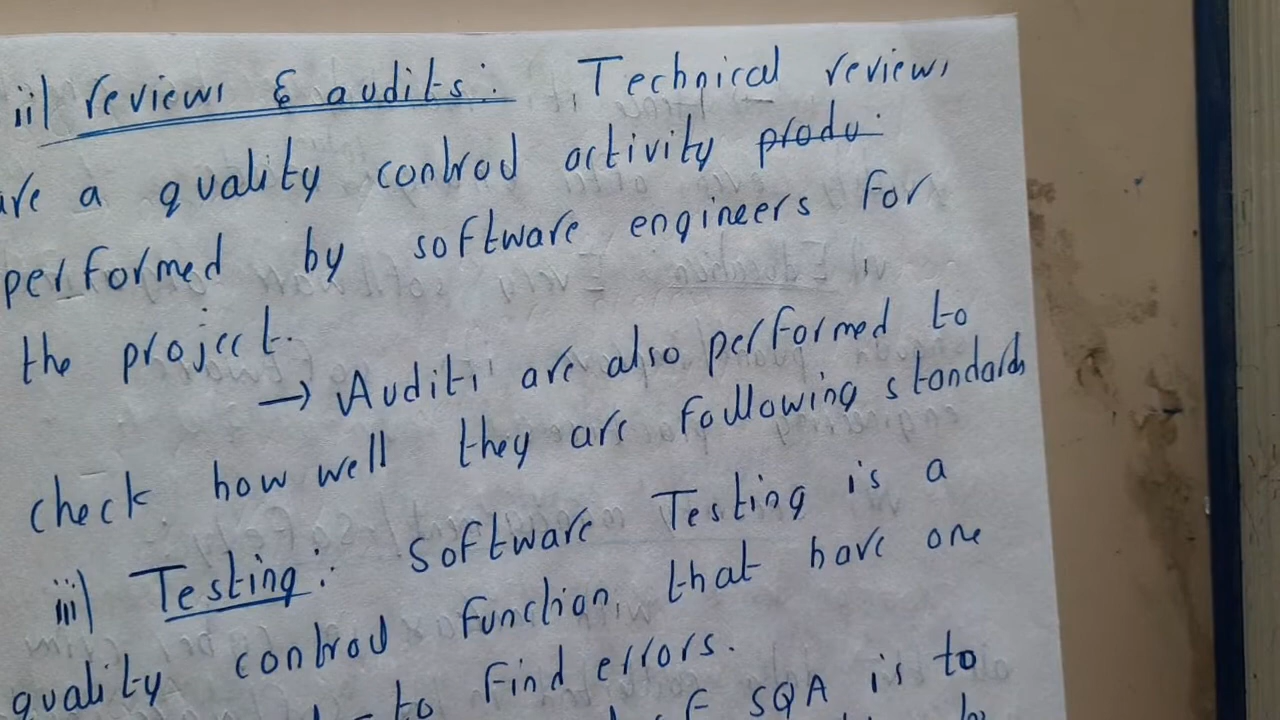 ii) reviews & audits: Technical reviews
are a quality control activity produ.
performed by software engineers for
the project.
→ Audits are also performed to
check how well they are following standards
iii) Testing: Software Testing is a
quality control function, that have one
to find errors.
of SQA is to